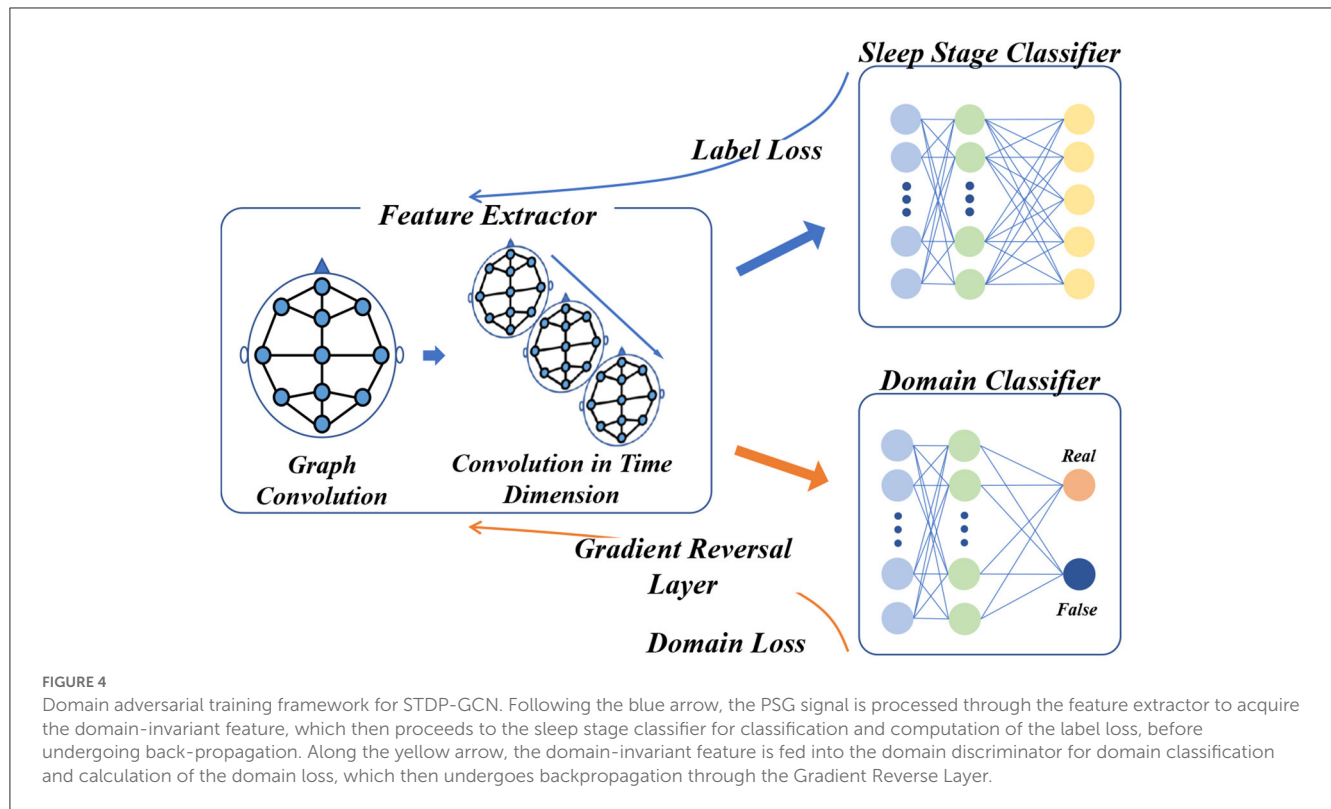 Sleep Stage Classifier
Label Loss
Feature Extractor
Graph
Convolution
Convolution in Time
Dimension
Domain Classifier
Real
False
Gradient Reversal
Layer
Domain Loss
FIGURE 4
Domain adversarial training framework for STDP-GCN. Following the blue arrow, the PSG signal is processed through the feature extractor to acquire
the domain-invariant feature, which then proceeds to the sleep stage classifier for classification and computation of the label loss, before
undergoing back-propagation. Along the yellow arrow, the domain-invariant feature is fed into the domain discriminator for domain classification
and calculation of the domain loss, which then undergoes backpropagation through the Gradient Reverse Layer.